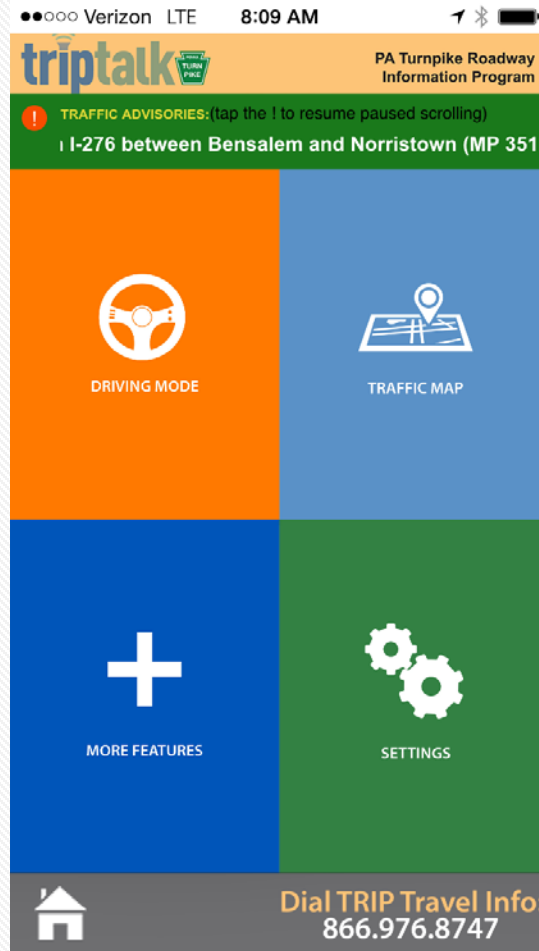 Verizon LTE 8:09 AM
triptalk
TURN
PIKE
PA Turnpike Roadway
Information Program
! TRAFFIC ADVISORIES:(tap the ! to resume paused scrolling)
I-276 between Bensalem and Norristown (MP 351
DRIVING MODE
TRAFFIC MAP
MORE FEATURES
SETTINGS
Dial TRIP Travel Info:
866.976.8747